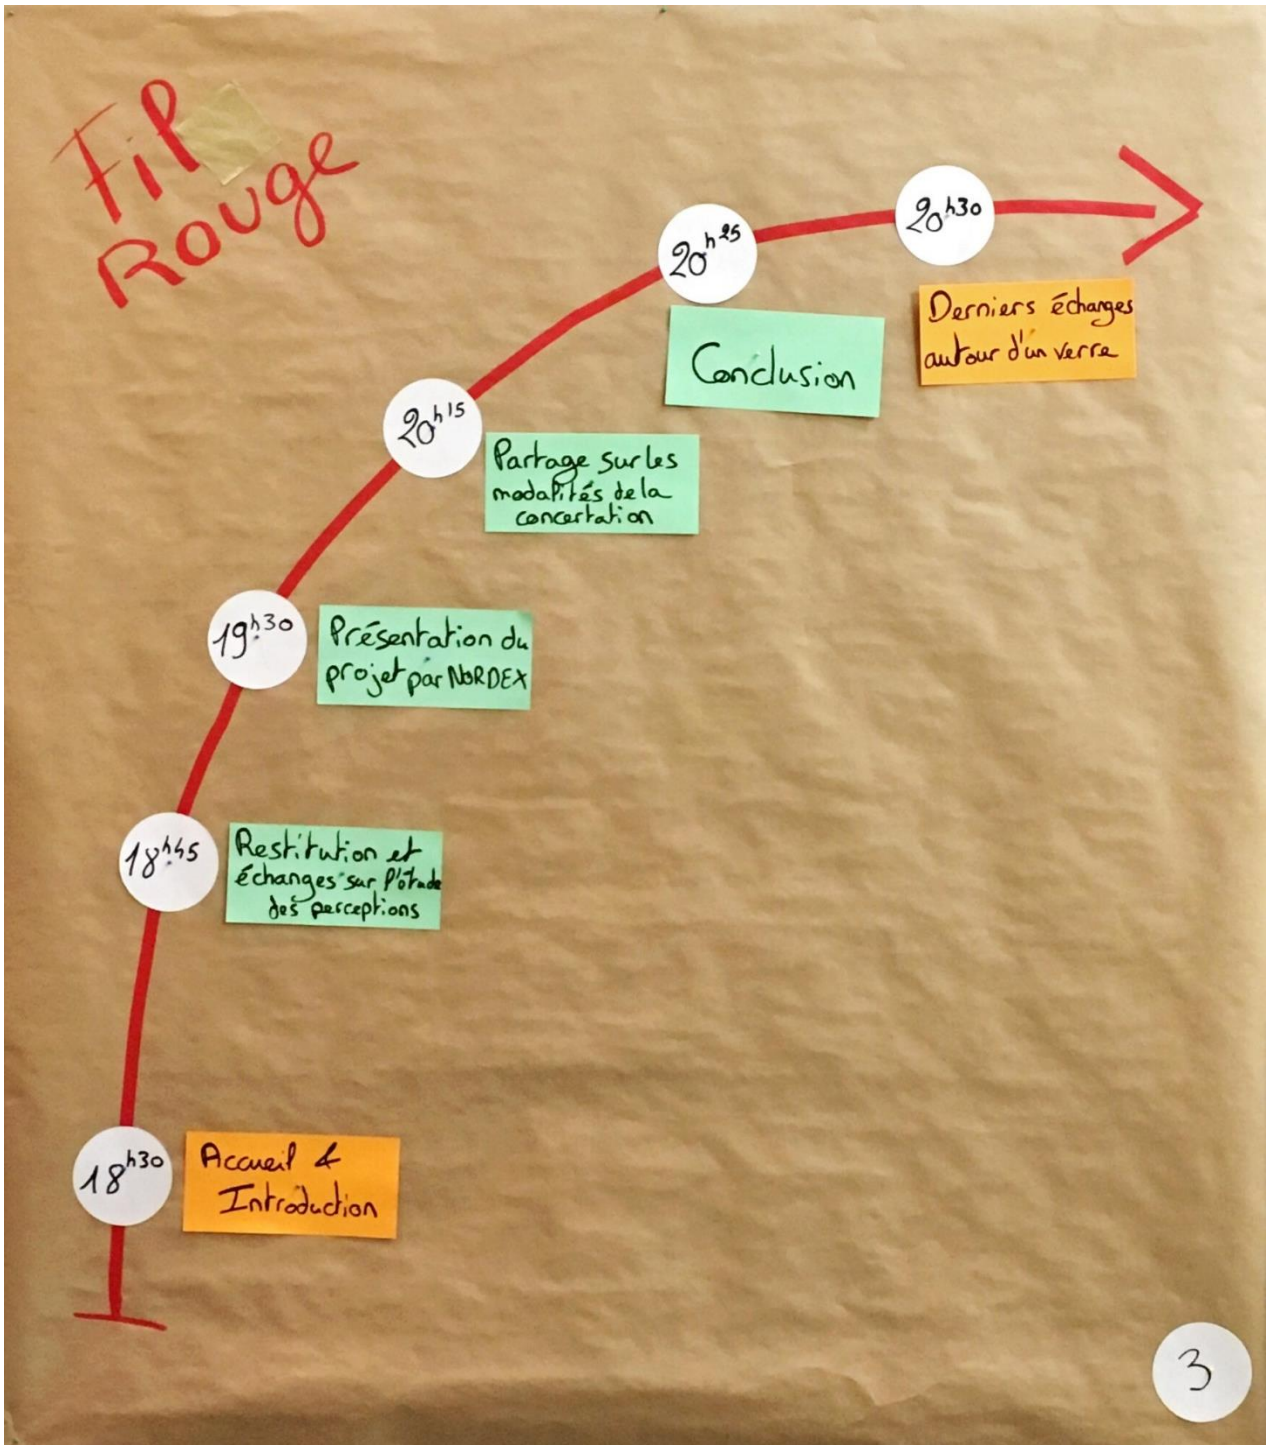 Fil
Rouge
20h30
Derniers échanges
autour d'un verre
20h25
Conclusion
20h15
Partage sur les
modalités de la
concertation
19h30
Présentation du
projet par NORDEX
18h45
Restitution et
échanges sur l'étude
des perceptions
18h30
Accueil &
Introduction
3